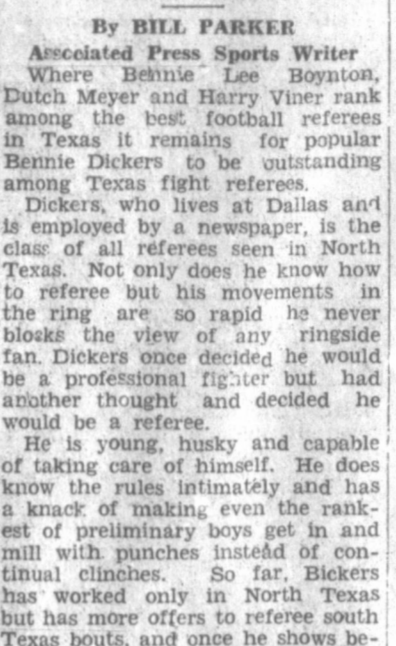 By BILL PARKER
Associated Press Sports Writer
Where Behnie Lee Boynton,
Dutch Meyer and Harry Viner rank
among the best football referees
in Texas it remains for popular
Bennie Dickers to be outstanding
among Texas fight referees.
Dickers, who lives at Dallas and
is employed by a newspaper, is the
class of all referees seen in North
Texas. Not only does he know how
to referee but his movements in
the ring are so rapid he never
blocks the view of any ringside
fan. Dickers once decided he would
be a professional fighter but had
another thought and decided he
would be a referee.
He is young, husky and capable
of taking care of himself. He does
know the rules intimately and has
a knack of making even the rank-
est of preliminary boys get in and
mill with punches instead of con-
tinual clinches. So far, Bickers
has worked only in North Texas
but has more offers to referee south
Texas bouts, and once he shows be-